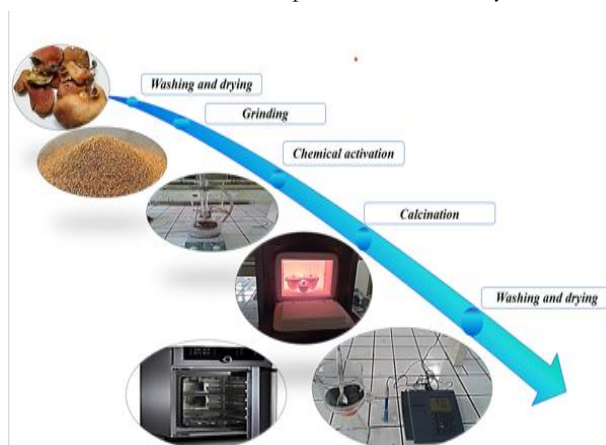 Washing and drying
Grinding
Chemical activation
Calcination
Washing and drying